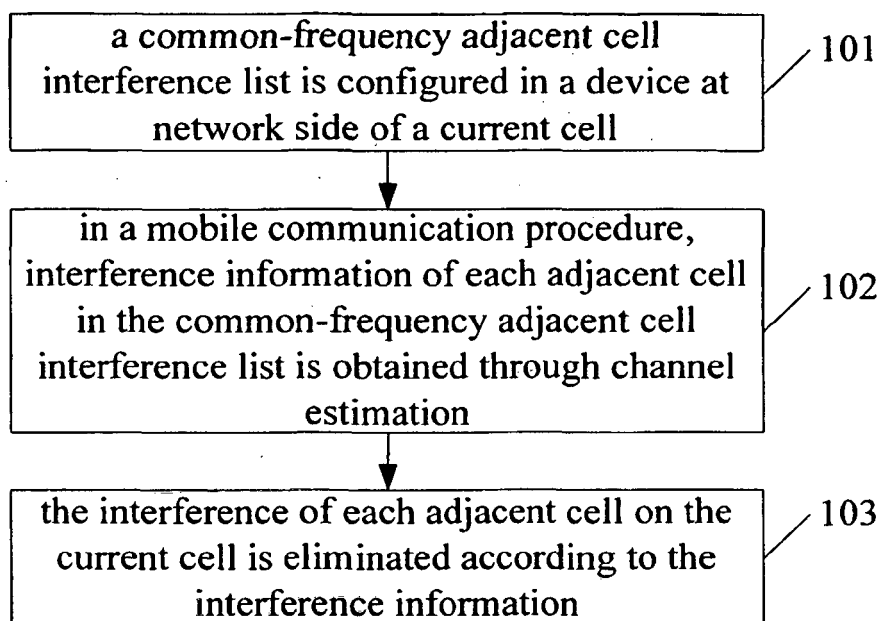 a common-frequency adjacent cell
interference list is configured in a device at
network side of a current cell
101
in a mobile communication procedure,
interference information of each adjacent cell
in the common-frequency adjacent cell
interference list is obtained through channel
estimation
102
the interference of each adjacent cell on the
current cell is eliminated according to the
interference information
103